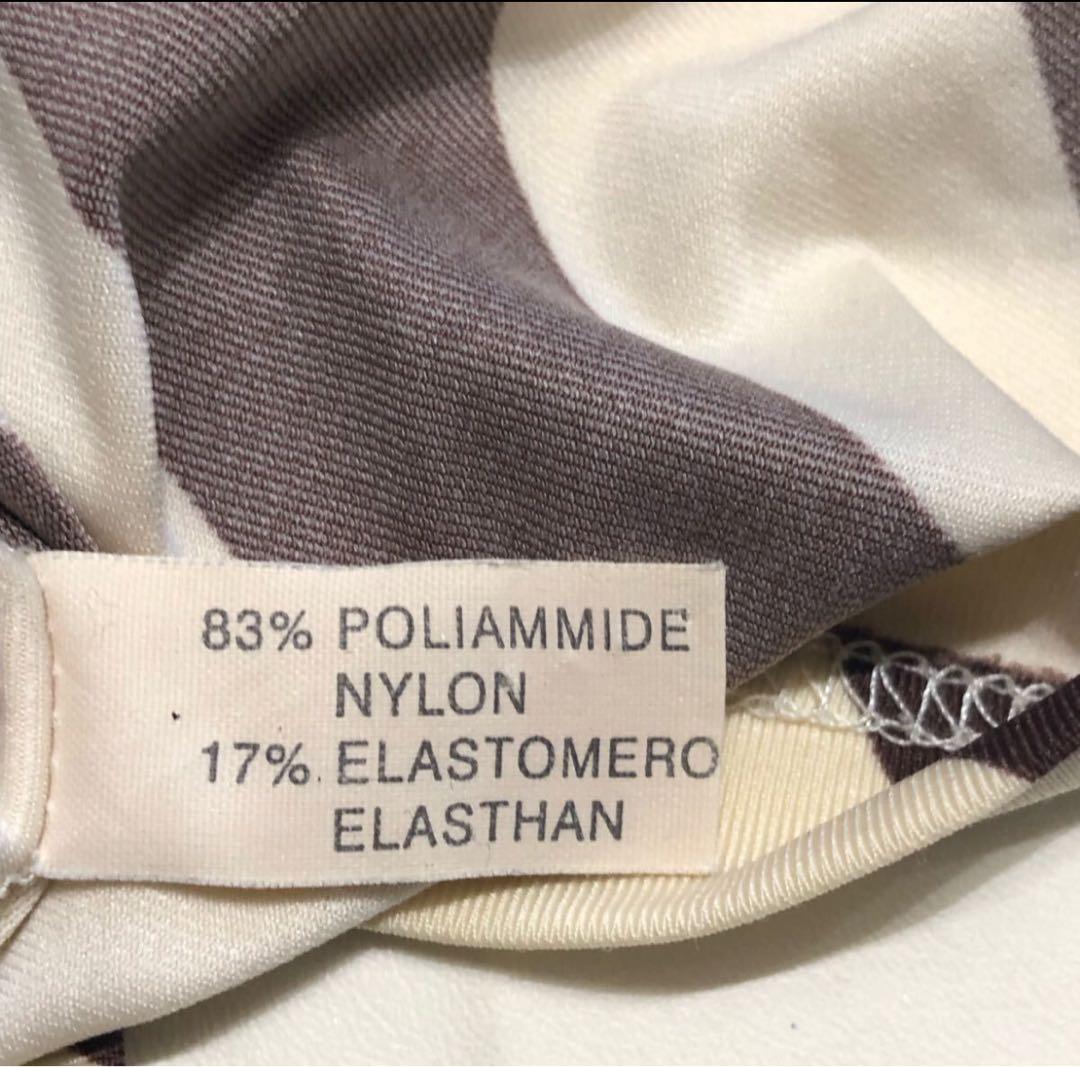 83% POLIAMMIDE
NYLON
17% ELASTOMERO
ELASTHAN